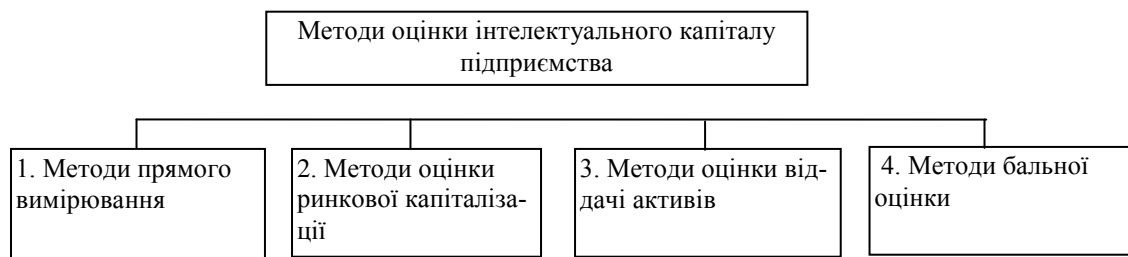 Методи оцінки інтелектуального капіталу
підприємства
1. Методи прямого
вимірювання
2. Методи оцінки
ринкової капіталіза-
ції
3. Методи оцінки від-
дачі активів
4. Методи бальної
оцінки